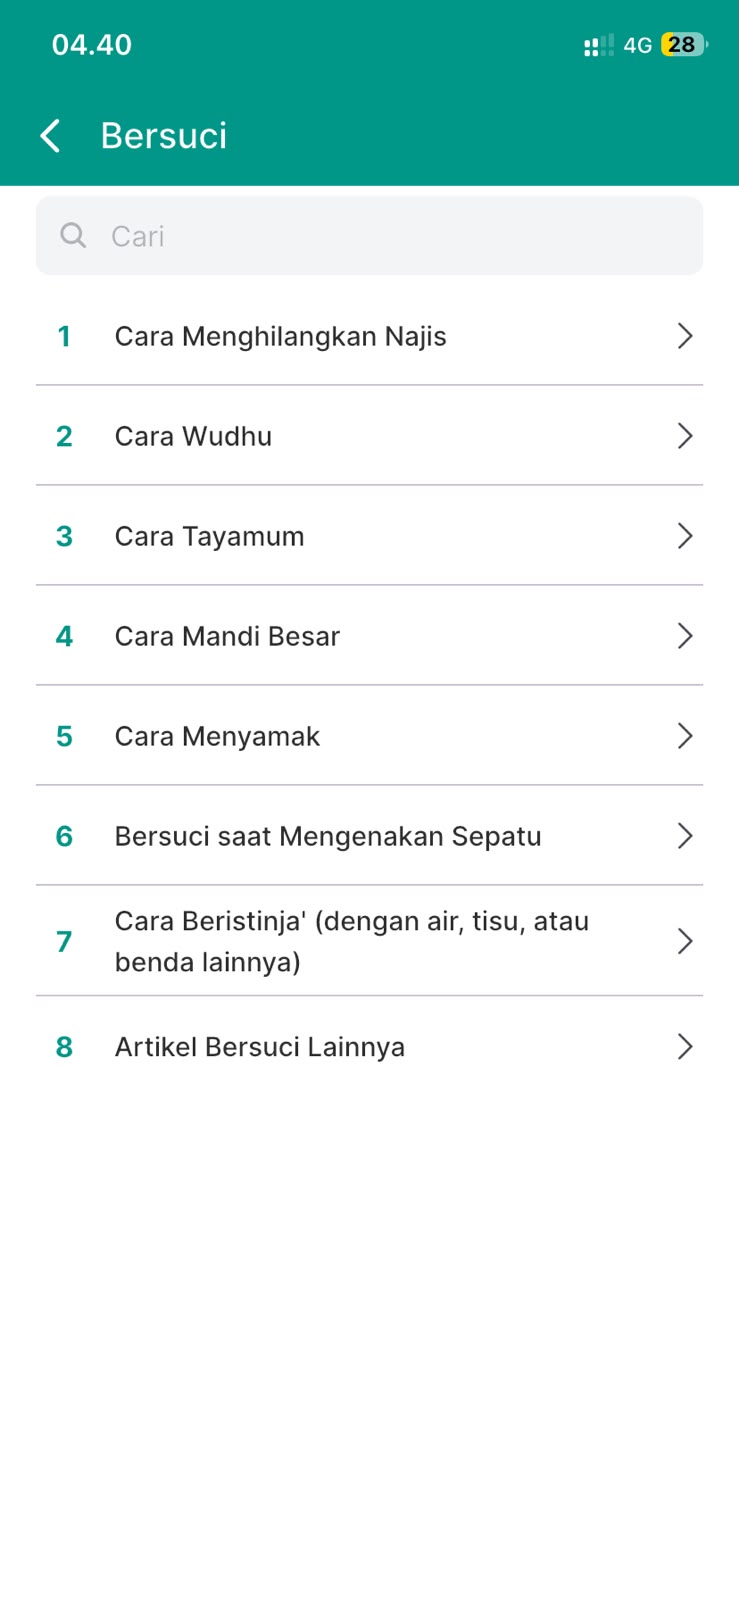 04.40
4G 28
Bersuci
Cari
1 Cara Menghilangkan Najis
2 Cara Wudhu
3 Cara Tayamum
4 Cara Mandi Besar
5 Cara Menyamak
6 Bersuci saat Mengenakan Sepatu
7 Cara Beristinja' (dengan air, tisu, atau
benda lainnya)
8 Artikel Bersuci Lainnya